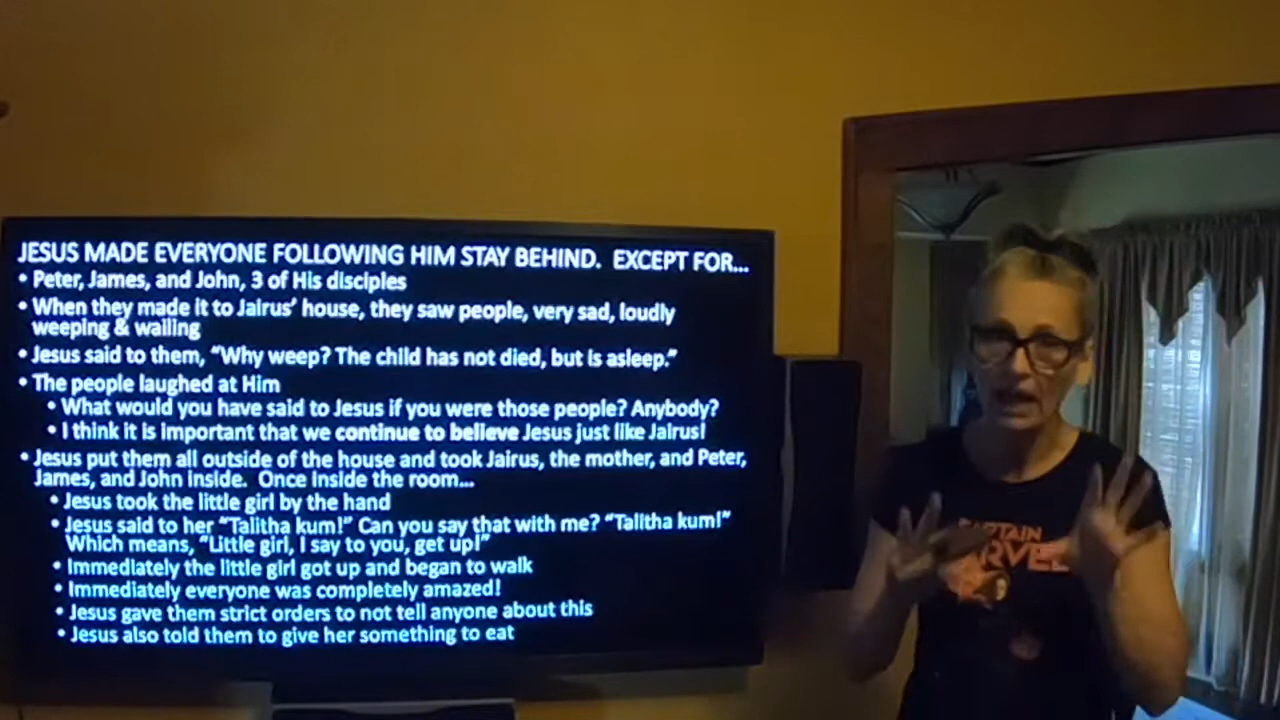 JESUS MADE EVERYONE FOLLOWING HIM STAY BEHIND. EXCEPT FOR...
• Peter, James, and John, 3 of His disciples
• When they made it to Jairus' house, they saw people, very sad, loudly
weeping & wailing
• Jesus said to them, "Why weep? The child has not died, but is asleep."
• The people laughed at Him
• What would you have said to Jesus if you were those people? Anybody?
• I think it is important that we continue to believe Jesus just like Jairus!
• Jesus put them all outside of the house and took Jairus, the mother, and Peter,
James, and John inside. Once inside the room...
• Jesus took the little girl by the hand
• Jesus said to her "Talitha kum!" Can you say that with me? "Talitha kum!"
Which means, "Little girl, I say to you, get up!"
• Immediately the little girl got up and began to walk
• Immediately everyone was completely amazed!
• Jesus gave them strict orders to not tell anyone about this
• Jesus also told them to give her something to eat